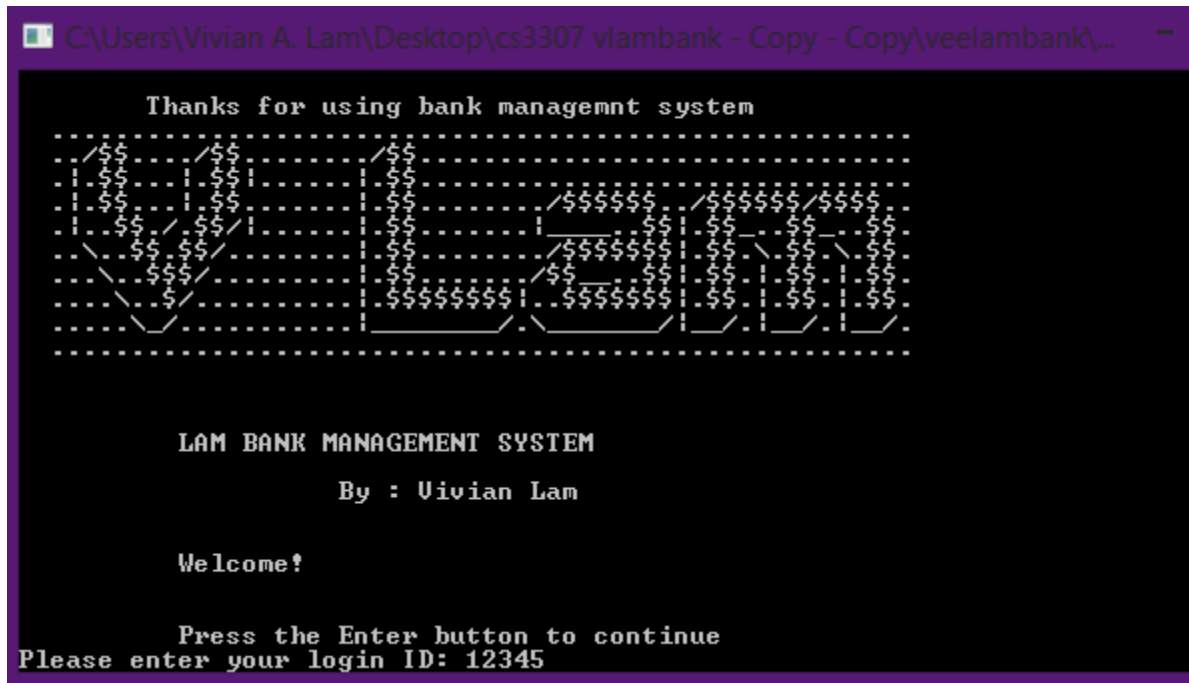 C:\Users\Vivian A. Lam\Desktop\cs3307 vlambank - Copy - Copy\veelambank\...
Thanks for using bank managemnt system
V Lam
LAM BANK MANAGEMENT SYSTEM
By : Vivian Lam
Welcome!
Press the Enter button to continue
Please enter your login ID: 12345